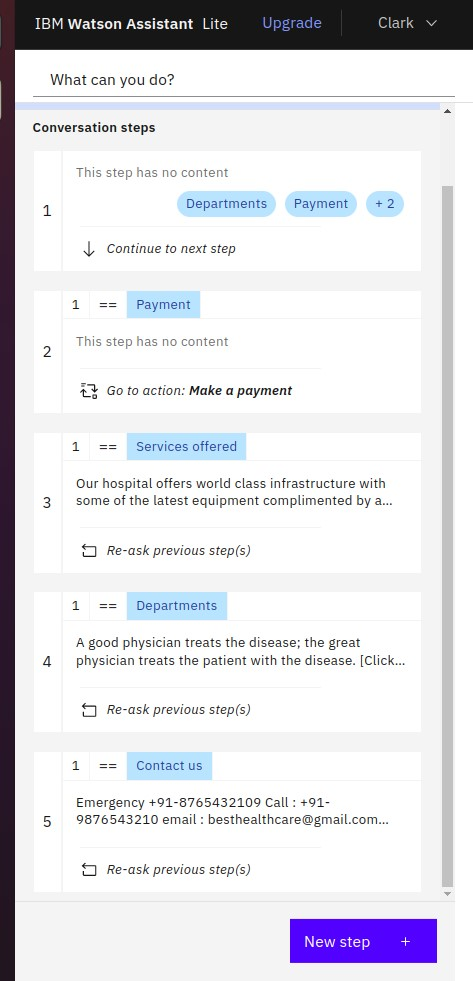 IBM Watson Assistant Lite Upgrade Clark
What can you do?
Conversation steps
This step has no content
Departments Payment + 2
1
Continue to next step
1 == Payment
This step has no content
2
Go to action: Make a payment
1 == Services offered
Our hospital offers world class infrastructure with
some of the latest equipment complimented by a...
3
Re-ask previous step(s)
1 == Departments
A good physician treats the disease; the great
physician treats the patient with the disease. [Click...
4
Re-ask previous step(s)
1 == Contact us
Emergency +91-8765432109 Call : +91-
9876543210 email : besthealthcare@gmail.com...
5
Re-ask previous step(s)
New step +